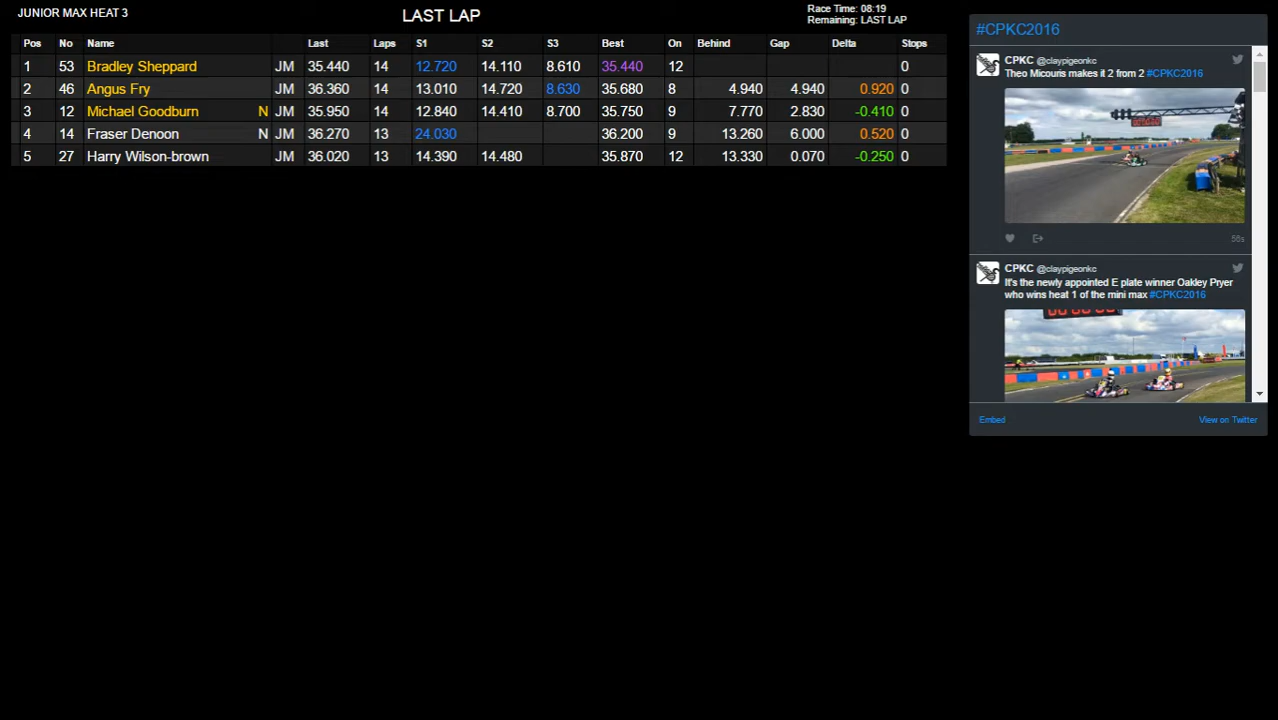 JUNIOR MAX HEAT 3
LAST LAP
Race Time: 08:19
Remaining: LAST LAP
Pos No Name Last Laps S1 S2 S3 Best On Behind Gap Delta Stops
1 53 Bradley Sheppard JM 35.440 14 12.720 14.110 8.610 35.440 12 0
2 46 Angus Fry JM 36.360 14 13.010 14.720 8.630 35.680 8 4.940 4.940 0.920 0
3 12 Michael Goodburn N JM 35.950 14 12.840 14.410 8.700 35.750 9 7.770 2.830 -0.410 0
4 14 Fraser Denoon N JM 36.270 13 24.030 36.200 9 13.260 6.000 0.520 0
5 27 Harry Wilson-brown JM 36.020 13 14.390 14.480 35.870 12 13.330 0.070 -0.250 0
#CPKC2016
CPKC @claypigeonkc
Theo Micouris makes it 2 from 2 #CPKC2016
56s
CPKC @claypigeonkc
It's the newly appointed E plate winner Oakley Pryer
who wins heat 1 of the mini max #CPKC2016
Embed
View on Twitter